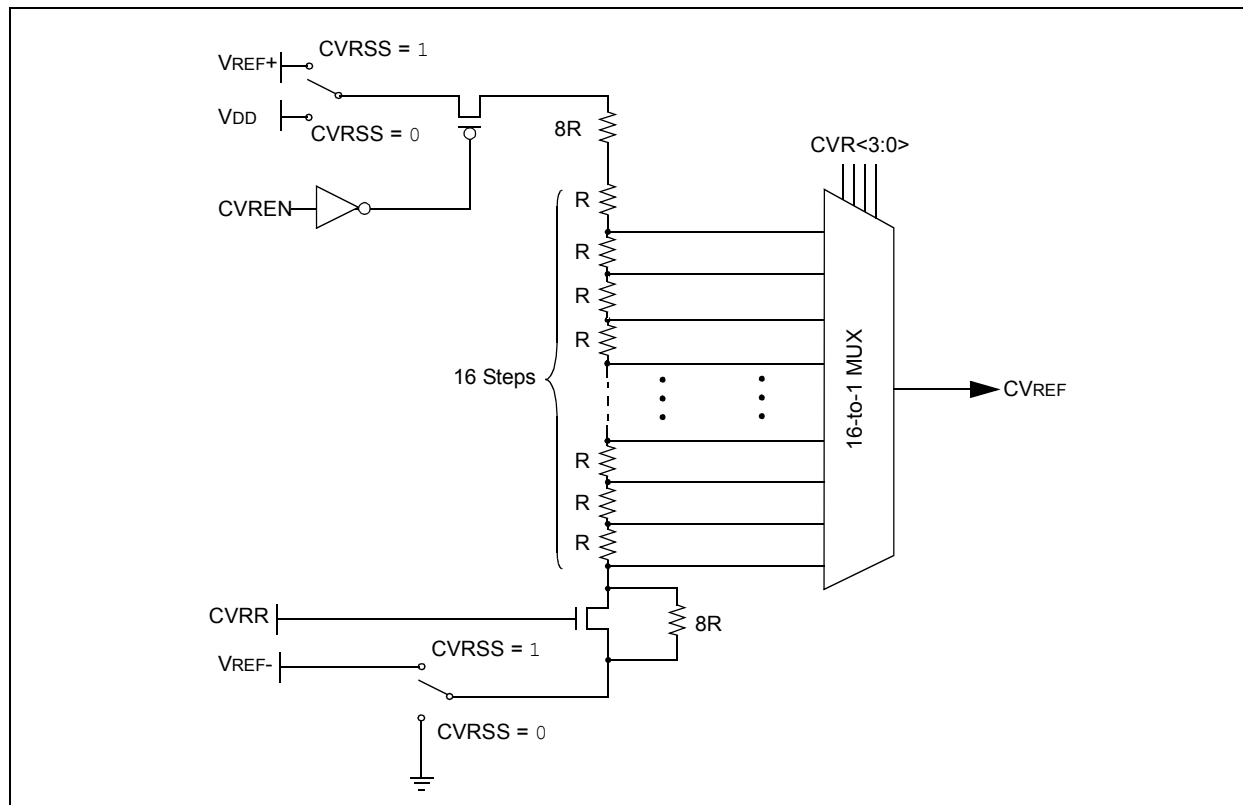 CVRSS = 1
VREF+
VDD
CVRSS = 0
8R
CVR<3:0>
CVREN
R
R
R
R
16 Steps
16-to-1 MUX
CVREF
R
R
R
CVRR
8R
CVRSS = 1
VREF-
CVRSS = 0